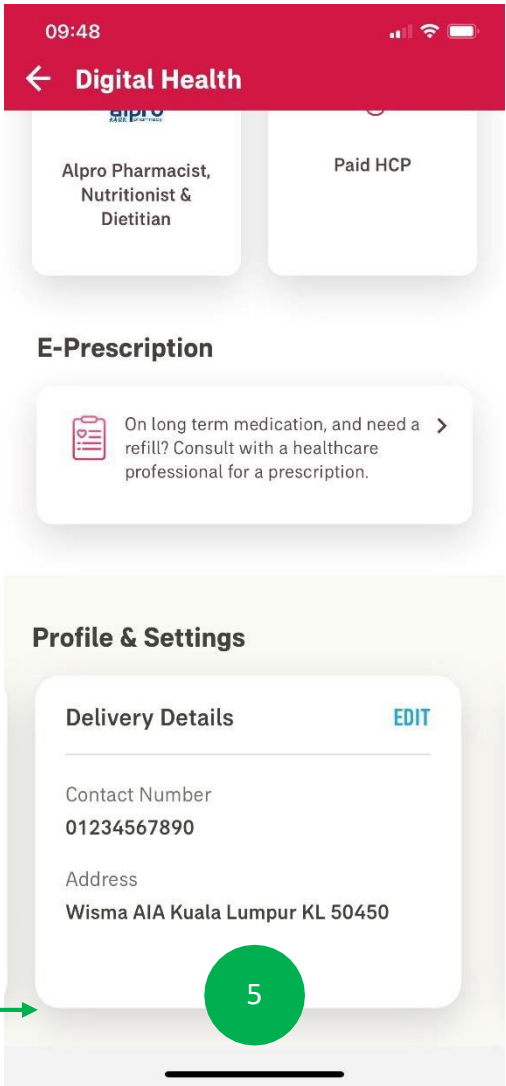 09:48
Digital Health
alpro
Alpro Pharmacist,
Nutritionist &
Dietitian
Paid HCP
E-Prescription
On long term medication, and need a
refill? Consult with a healthcare
professional for a prescription.
Profile & Settings
Delivery Details
EDIT
Contact Number
01234567890
Address
Wisma AIA Kuala Lumpur KL 50450
5